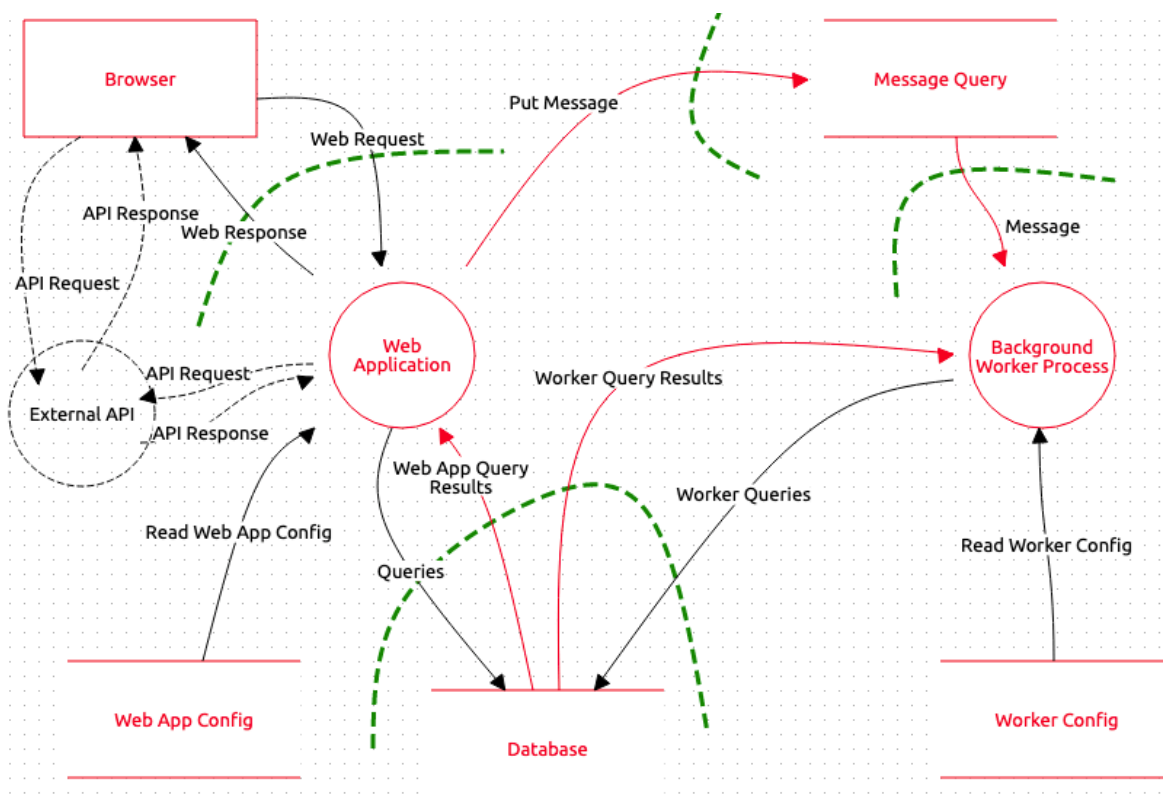 Browser
Message Query
Put Message
Web Request
API Response
Web Response
Message
API Request
Web
Application
Background
Worker Process
API Request
Worker Query Results
External API
API Response
Web App Query
Results
Worker Queries
Read Web App Config
Read Worker Config
Queries
Web App Config
Worker Config
Database